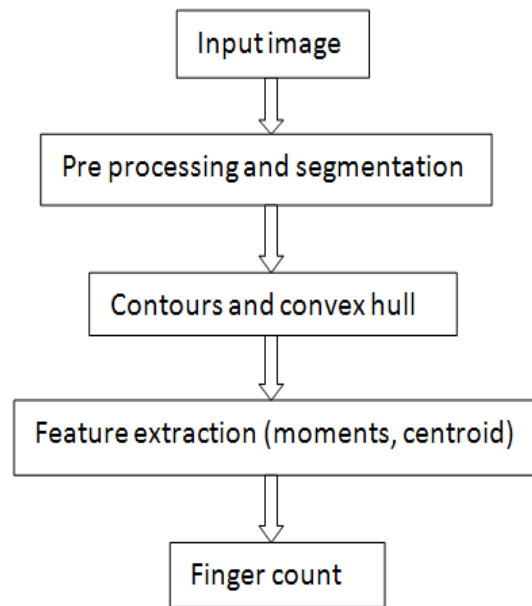 Input image
Pre processing and segmentation
Contours and convex hull
Feature extraction (moments, centroid)
Finger count